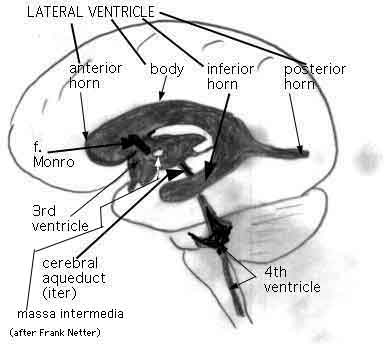 LATERAL VENTRICLE
anterior
horn
body
inferior
horn
posterior
horn
f.
Monro
3rd
ventricle
cerebral
aqueduct
(iter)
massa intermedia
(after Frank Netter)
4th
ventricle